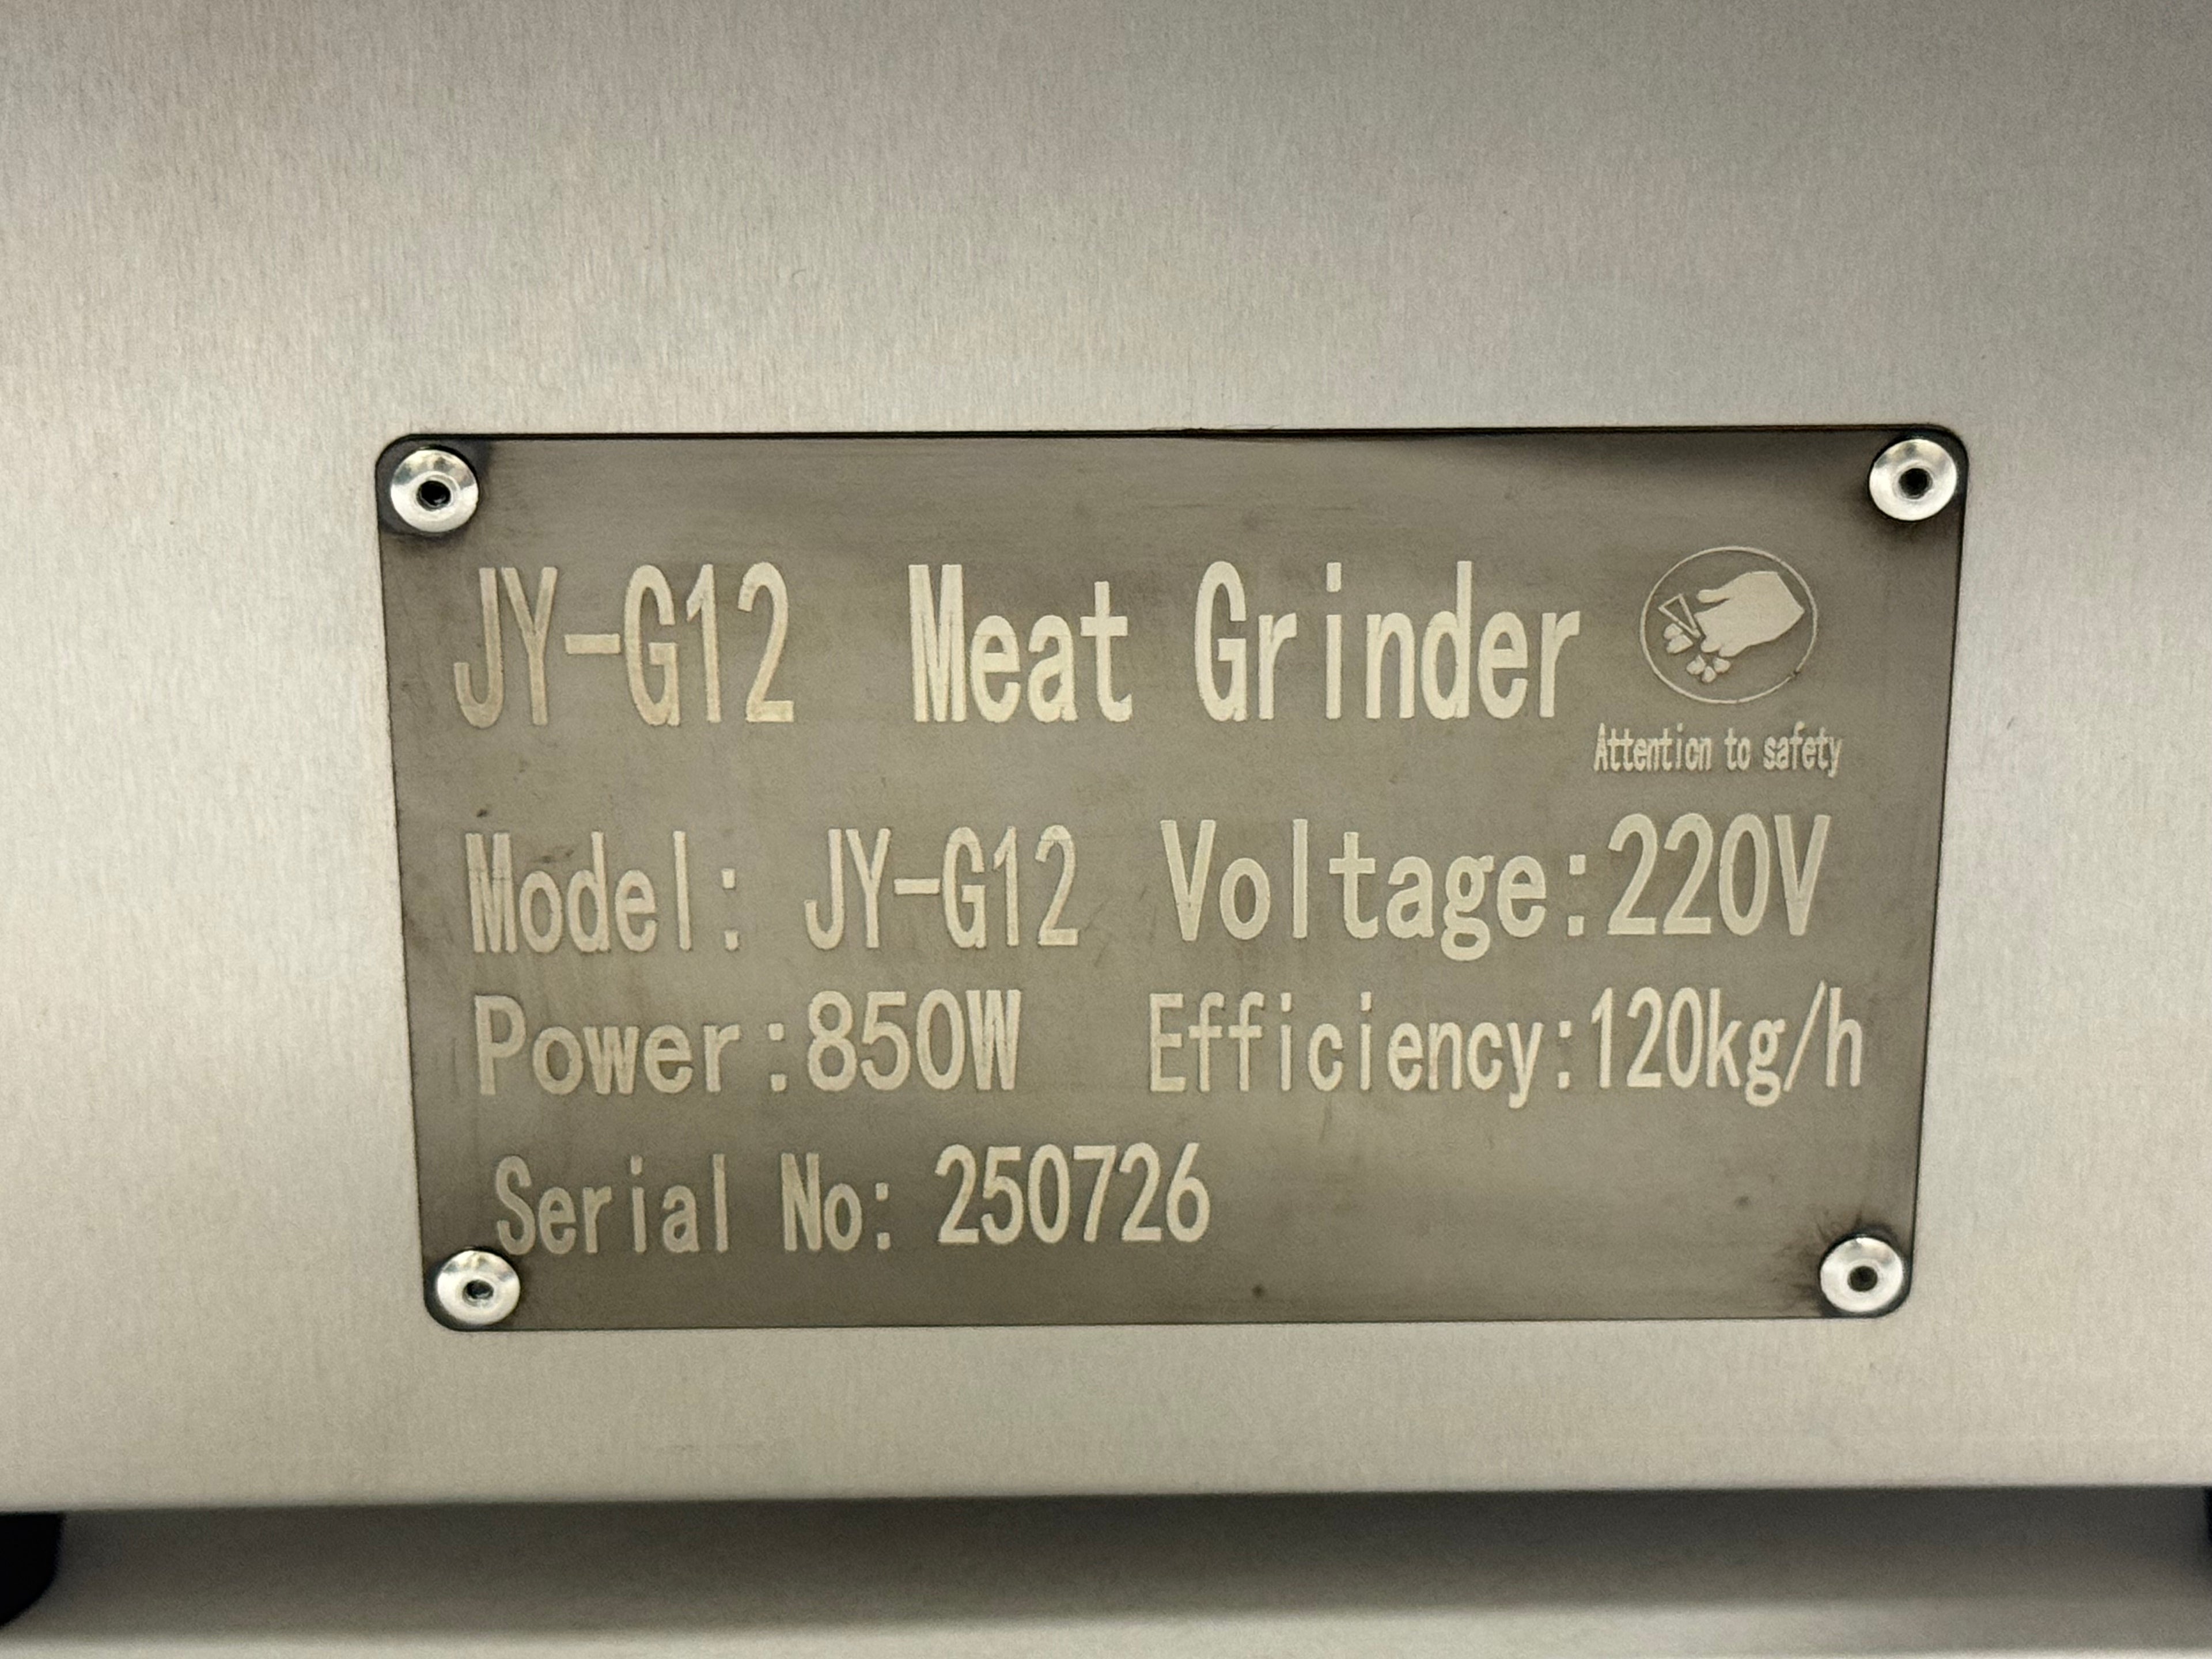 JY-G12 Meat Grinder
Attention to safety
Model: JY-G12 Voltage:220V
Power:850W Efficiency:120kg/h
Serial No: 250726